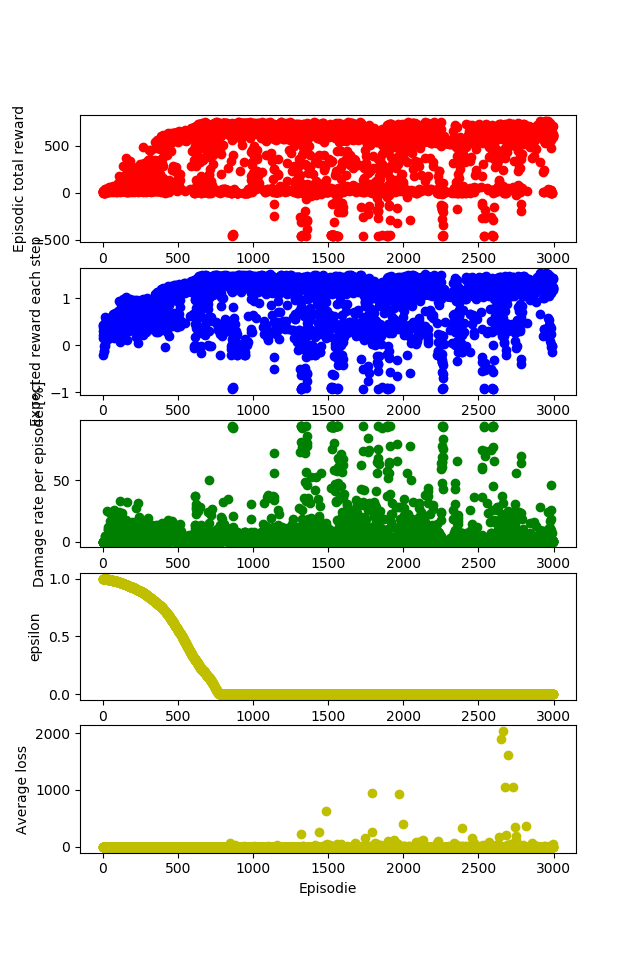 Episodic total reward
500
0
−500
0 500 1000 1500 2000 2500 3000
Expected reward each step
1
0
−1
0 500 1000 1500 2000 2500 3000
Damage rate per episode [%]
50
0
0 500 1000 1500 2000 2500 3000
epsilon
1.0
0.5
0.0
0 500 1000 1500 2000 2500 3000
Average loss
2000
1000
0
0 500 1000 1500 2000 2500 3000
Episodie